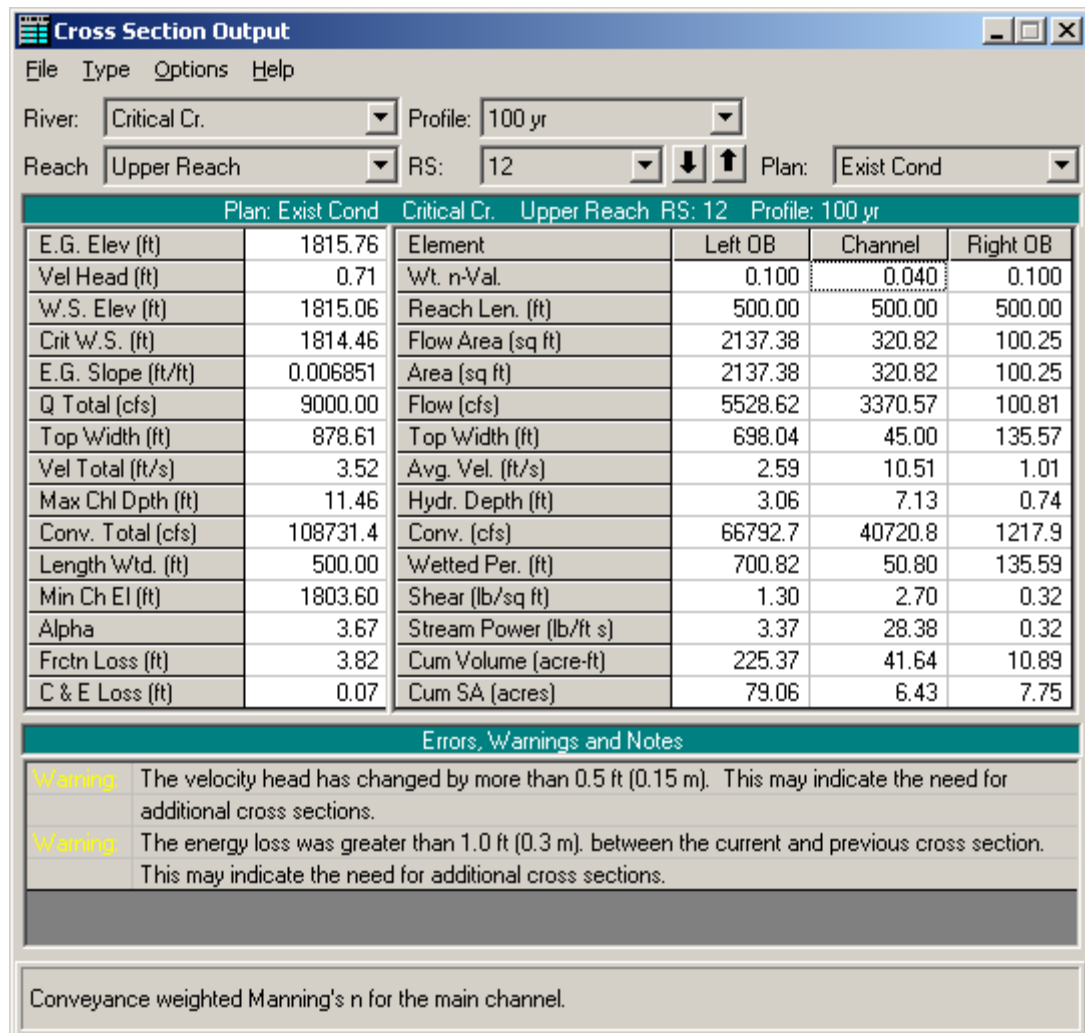 Cross Section Output
File Type Options Help
River: Critical Cr. Profile: 100 yr
Reach Upper Reach RS: 12 Plan: Exist Cond
Plan: Exist Cond Critical Cr. Upper Reach RS: 12 Profile: 100 yr
E.G. Elev (ft) 1815.76 Element Left OB Channel Right OB
Vel Head (ft) 0.71 Wt. n-Val. 0.100 0.040 0.100
W.S. Elev (ft) 1815.06 Reach Len. (ft) 500.00 500.00 500.00
Crit W.S. (ft) 1814.46 Flow Area (sq ft) 2137.38 320.82 100.25
E.G. Slope (ft/ft) 0.006851 Area (sq ft) 2137.38 320.82 100.25
Q Total (cfs) 9000.00 Flow (cfs) 5528.62 3370.57 100.81
Top Width (ft) 878.61 Top Width (ft) 698.04 45.00 135.57
Vel Total (ft/s) 3.52 Avg. Vel. (ft/s) 2.59 10.51 1.01
Max Chl Dpth (ft) 11.46 Hydr. Depth (ft) 3.06 7.13 0.74
Conv. Total (cfs) 108731.4 Conv. (cfs) 66792.7 40720.8 1217.9
Length Wtd. (ft) 500.00 Wetted Per. (ft) 700.82 50.80 135.59
Min Ch El (ft) 1803.60 Shear (lb/sq ft) 1.30 2.70 0.32
Alpha 3.67 Stream Power (lb/ft s) 3.37 28.38 0.32
Frctn Loss (ft) 3.82 Cum Volume (acre-ft) 225.37 41.64 10.89
C & E Loss (ft) 0.07 Cum SA (acres) 79.06 6.43 7.75
Errors, Warnings and Notes
Warning: The velocity head has changed by more than 0.5 ft (0.15 m). This may indicate the need for
additional cross sections.
Warning: The energy loss was greater than 1.0 ft (0.3 m). between the current and previous cross section.
This may indicate the need for additional cross sections.
Conveyance weighted Manning's n for the main channel.